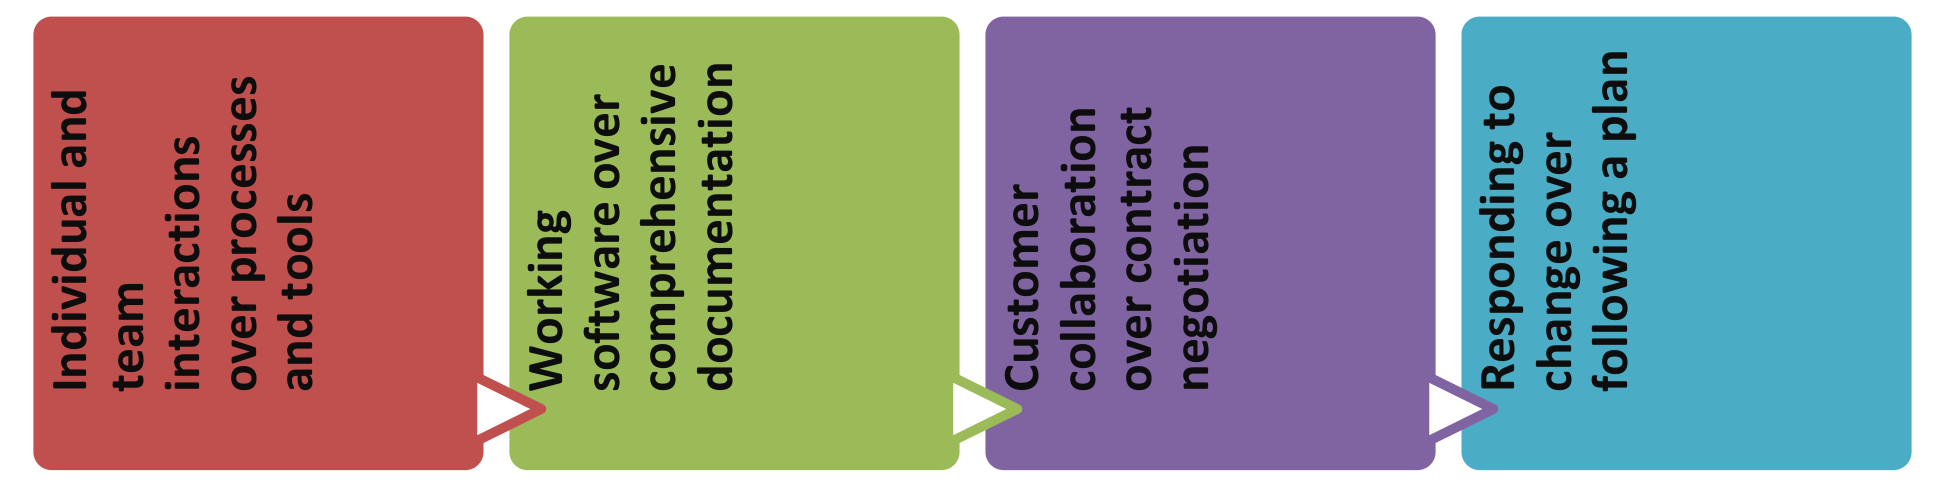 Individual and
team
interactions
over processes
and tools
Working
software over
comprehensive
documentation
Customer
collaboration
over contract
negotiation
Responding to
change over
following a plan